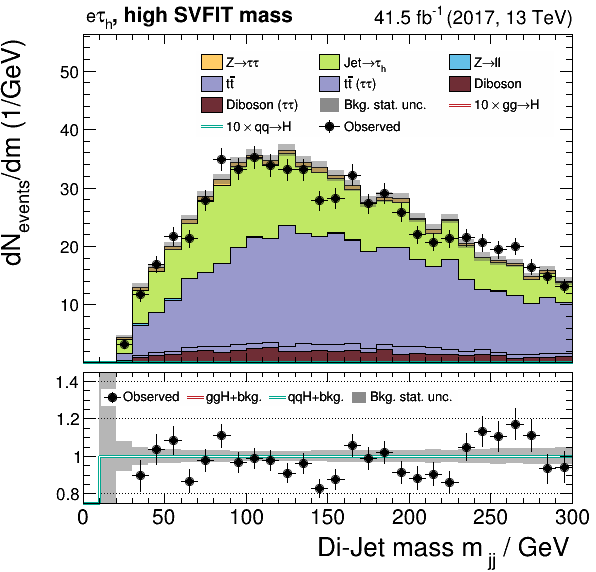 eτh, high SVFIT mass
41.5 fb⁻¹ (2017, 13 TeV)
dNevents/dm (1/GeV)
50
40
30
20
10
Z→ττ
Jet→τh
Z→ll
tt̄
tt̄ (ττ)
Diboson
Diboson (ττ)
Bkg. stat. unc.
10 × gg→H
10 × qq→H
Observed
1.4
1.2
1
0.8
Observed
ggH+bkg.
qqH+bkg.
Bkg. stat. unc.
0 50 100 150 200 250 300
Di-Jet mass mjj / GeV